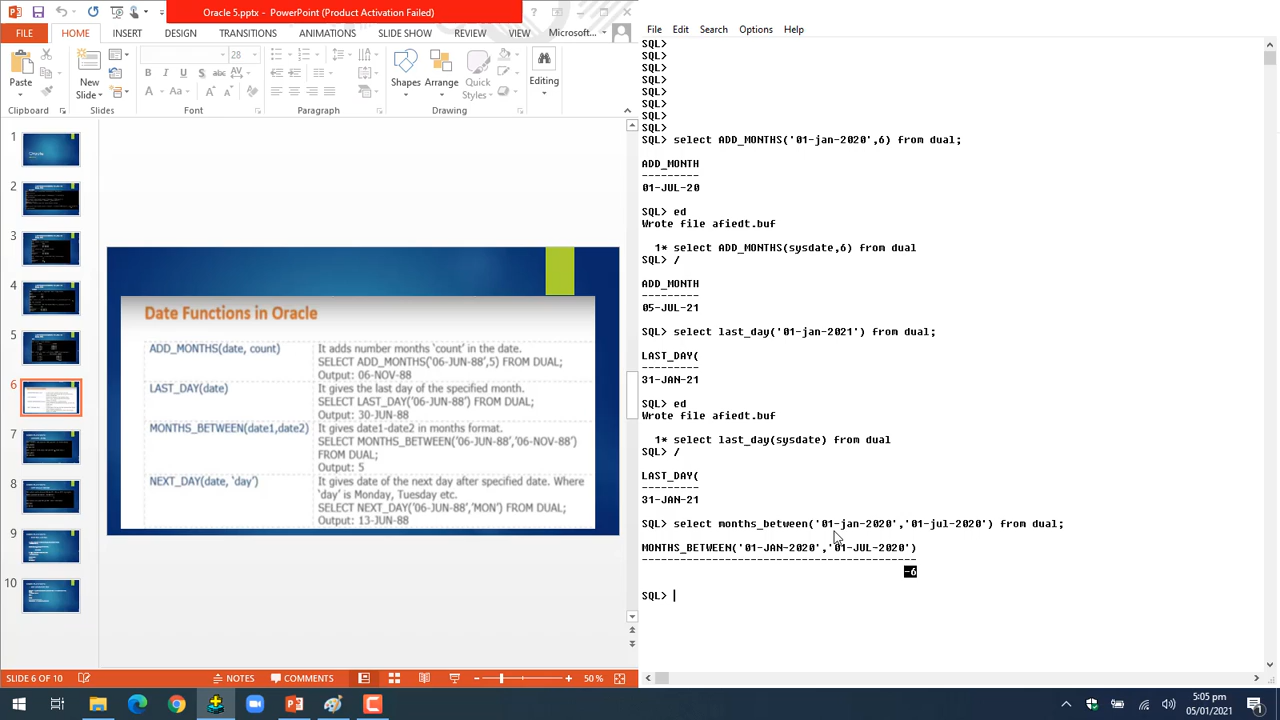 Oracle 5.pptx - PowerPoint (Product Activation Failed)
FILE HOME INSERT DESIGN TRANSITIONS ANIMATIONS SLIDE SHOW REVIEW VIEW Microsoft...
28
Paste
New
Slide
Shapes
Arrange
Quick
Styles
Editing
Clipboard Slides Font Paragraph Drawing
1
2
3
4
5
6
7
8
9
10
Oracle
Date Functions in Oracle
ADD_MONTHS(date, count)
It adds number months 'count' in the date.
SELECT ADD_MONTHS('06-JUN-88',5) FROM DUAL;
Output: 06-NOV-88
LAST_DAY(date)
It gives the last day of the specified month.
SELECT LAST_DAY('06-JUN-88') FROM DUAL;
Output: 30-JUN-88
MONTHS_BETWEEN(date1,date2)
It gives date1-date2 in months format.
SELECT MONTHS_BETWEEN('06-JUN-88','06-NOV-88')
FROM DUAL;
Output: 5
NEXT_DAY(date, 'day')
It gives date of the next day after specified date. Where
'day' is Monday, Tuesday etc.
SELECT NEXT_DAY('06-JUN-88','MON') FROM DUAL;
Output: 13-JUN-88
SLIDE 6 OF 10
NOTES
COMMENTS
50 %
File Edit Search Options Help
SQL>
SQL>
SQL>
SQL>
SQL>
SQL>
SQL>
SQL>
SQL> select ADD_MONTHS('01-jan-2020',6) from dual;
ADD_MONTH
---------
01-JUL-20
SQL> ed
Wrote file afiedt.buf
1* select ADD_MONTHS(sysdate,6) from dual
SQL> /
ADD_MONTH
---------
05-JUL-21
SQL> select last_day('01-jan-2021') from dual;
LAST_DAY(
---------
31-JAN-21
SQL> ed
Wrote file afiedt.buf
1* select last_day(sysdate) from dual
SQL> /
LAST_DAY(
---------
31-JAN-21
SQL> select months_between('01-jan-2020','01-jul-2020') from dual;
MONTHS_BETWEEN('01-JAN-2020','01-JUL-2020')
-------------------------------------------
-6
SQL>
5:05 pm
05/01/2021